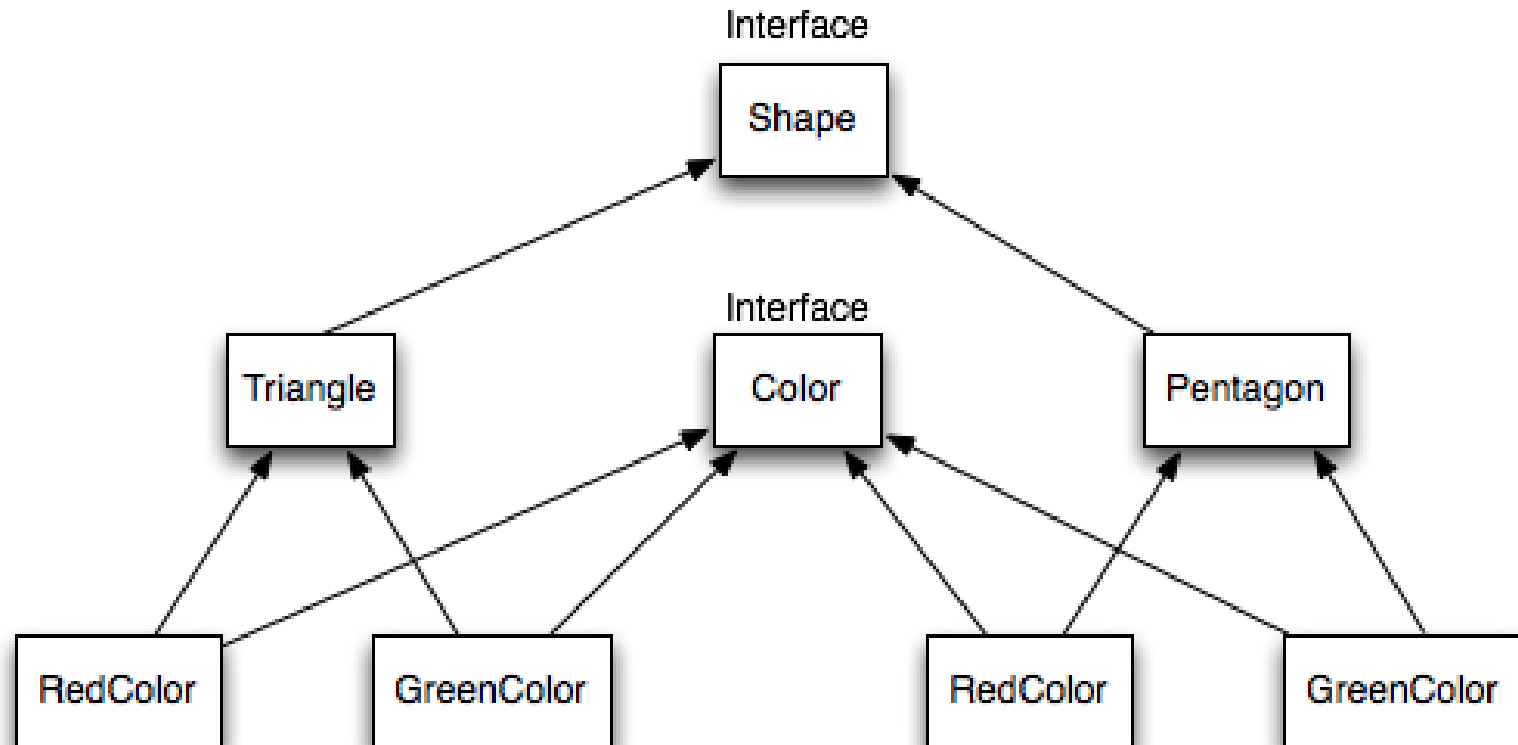 Interface
Shape
Interface
Triangle
Color
Pentagon
RedColor
GreenColor
RedColor
GreenColor